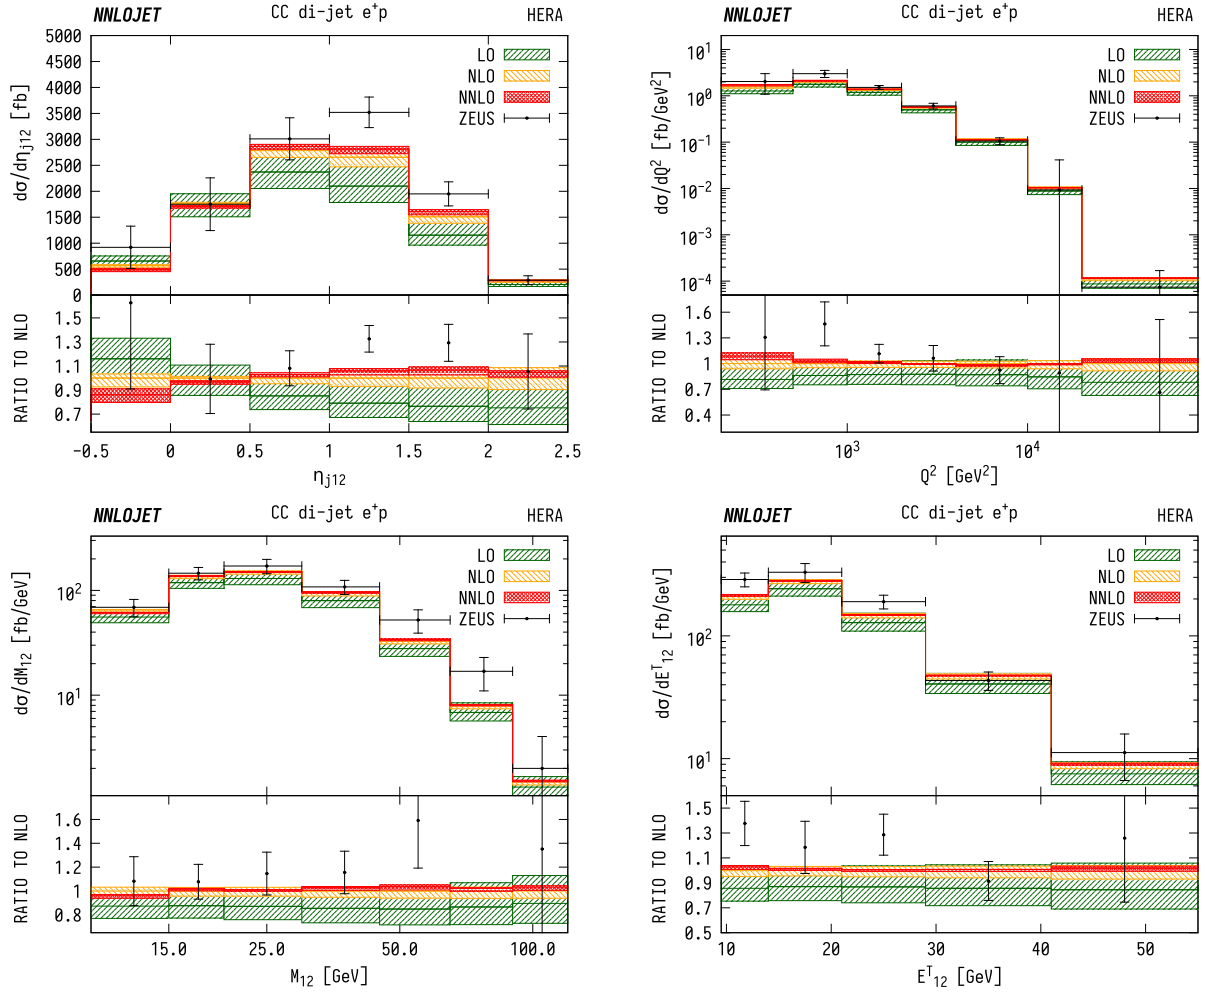 NNLOJET CC di-jet e⁺p HERA
dσ/dη_j12 [fb]
5000
4500
4000
3500
3000
2500
2000
1500
1000
500
0
LO
NLO
NNLO
ZEUS
RATIO TO NLO
1.5
1.3
1.1
0.9
0.7
-0.5 0 0.5 1 1.5 2 2.5
η_j12
NNLOJET CC di-jet e⁺p HERA
dσ/dQ² [fb/GeV²]
10¹
10⁰
10⁻¹
10⁻²
10⁻³
10⁻⁴
LO
NLO
NNLO
ZEUS
RATIO TO NLO
1.6
1.3
1
0.7
0.4
10³ 10⁴
Q² [GeV²]
NNLOJET CC di-jet e⁺p HERA
dσ/dM₁₂ [fb/GeV]
10²
10¹
LO
NLO
NNLO
ZEUS
RATIO TO NLO
1.6
1.4
1.2
1
0.8
15.0 25.0 50.0 100.0
M₁₂ [GeV]
NNLOJET CC di-jet e⁺p HERA
dσ/dEᵀ₁₂ [fb/GeV]
10²
10¹
LO
NLO
NNLO
ZEUS
RATIO TO NLO
1.5
1.3
1.1
0.9
0.7
0.5
10 20 30 40 50
Eᵀ₁₂ [GeV]